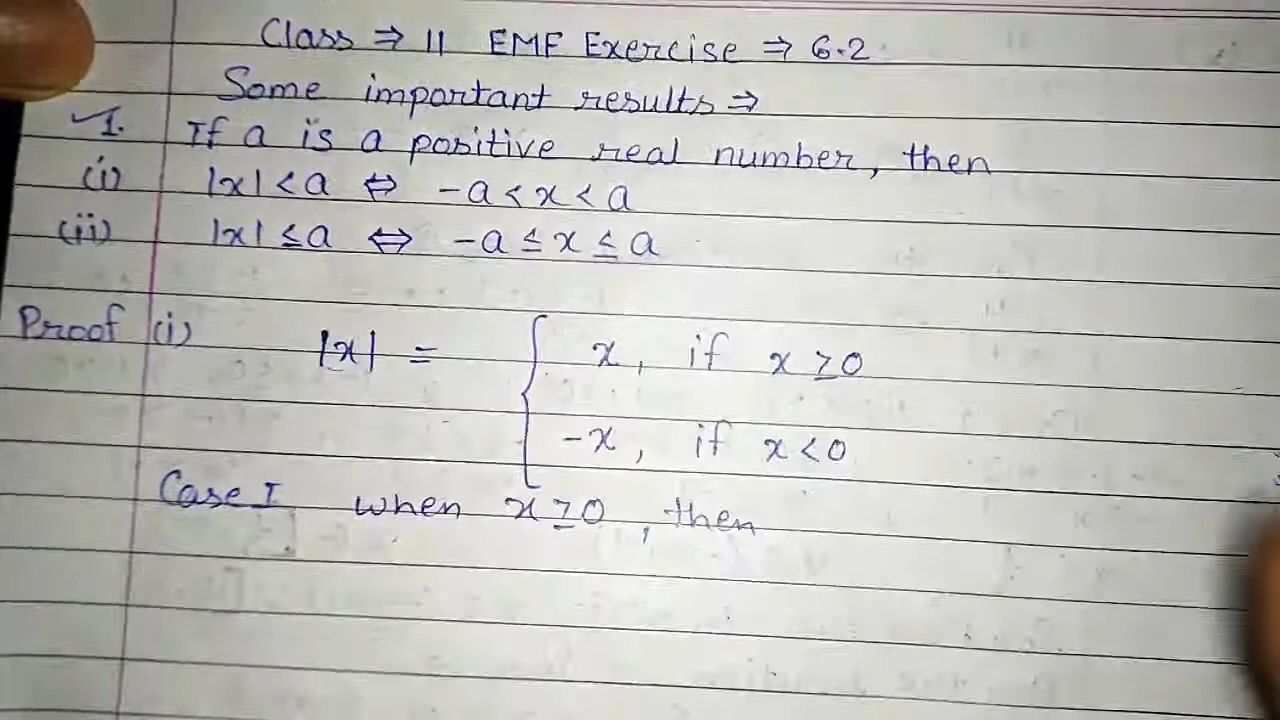 Class ⇒ 11 EMF Exercise ⇒ 6.2
Some important results ⇒
1. If a is a positive real number, then
(i) |x| < a ⇔ -a < x < a
(ii) |x| ≤ a ⇔ -a ≤ x ≤ a
Proof (i) |x| = { x, if x ≥ 0
-x, if x < 0
Case I when x ≥ 0, then